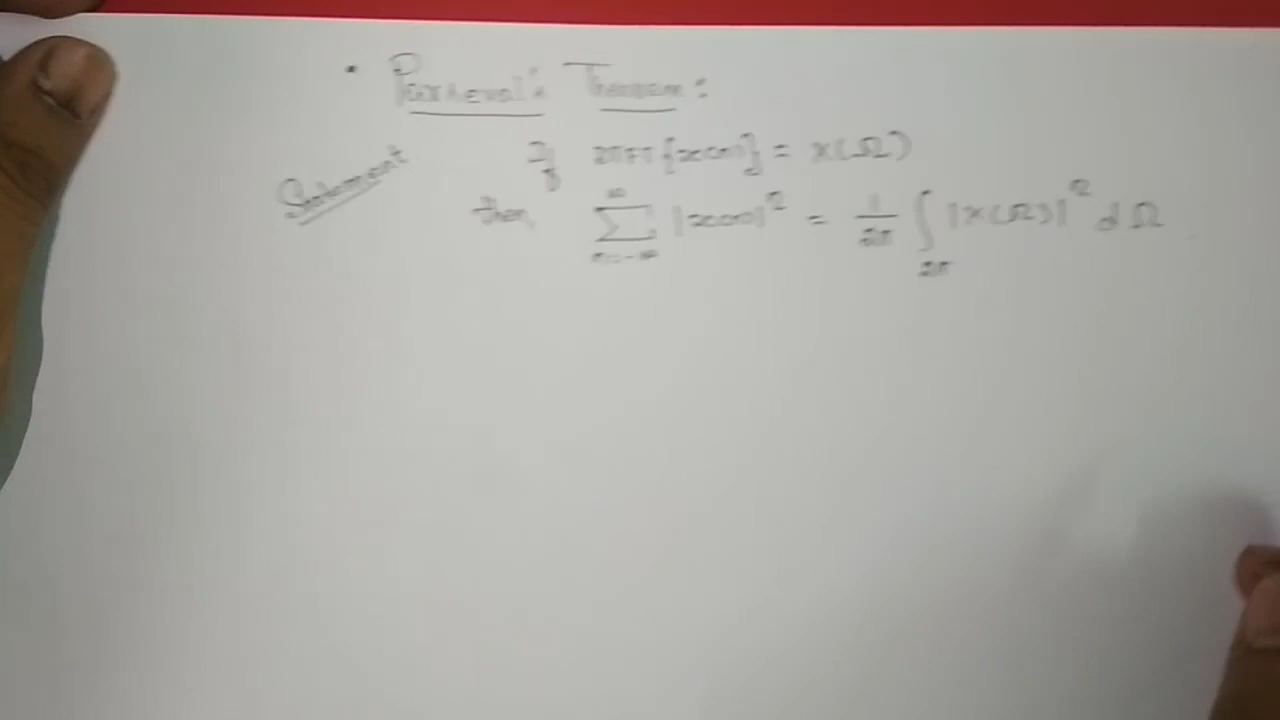 • Parseval's Theorem:
Statement If DTFT{x(n)} = X(Ω)
then, ∞∑n=-∞ |x(n)|² = 1/2π ∫2π |X(Ω)|² dΩ